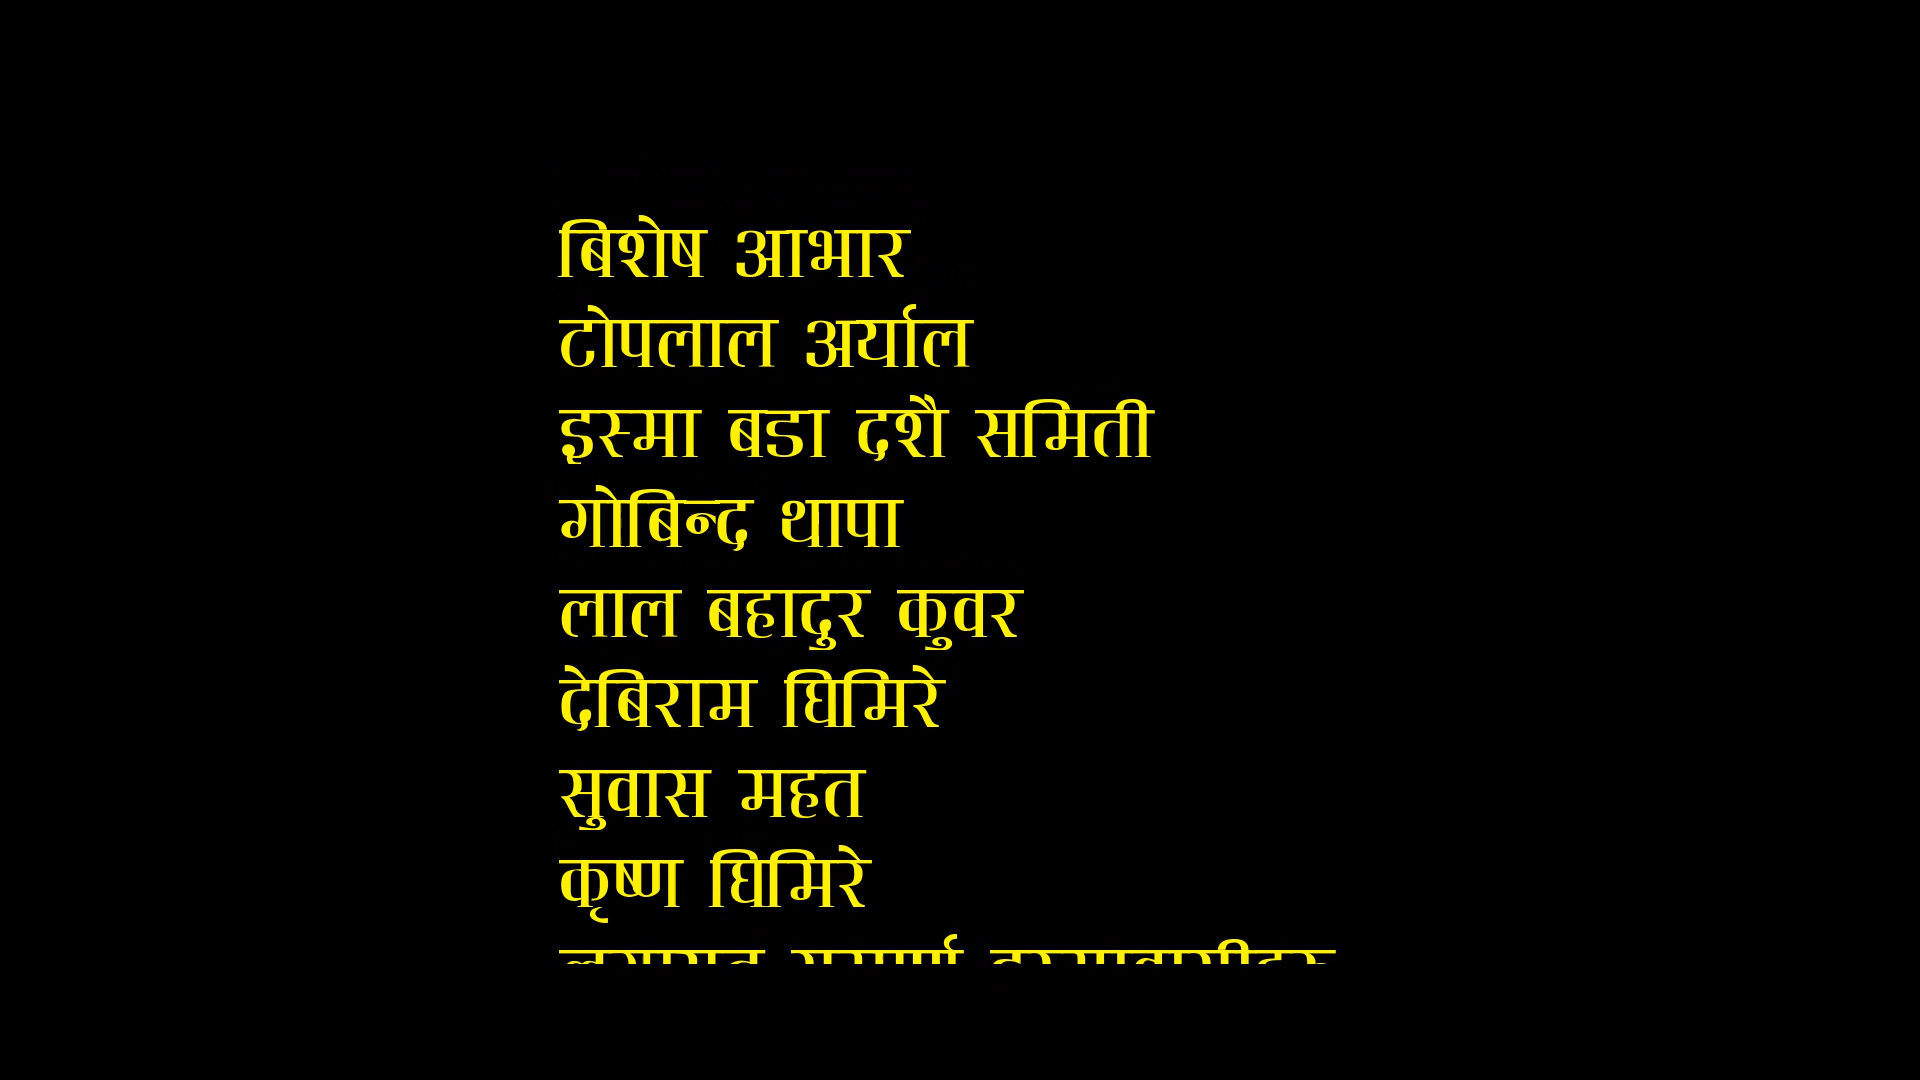 बिशेष आभार
टोपलाल अर्याल
इस्मा बडा दशै समिती
गोबिन्द थापा
लाल बहादुर कुवर
देबिराम घिमिरे
सुवास महत
कृष्ण घिमिरे